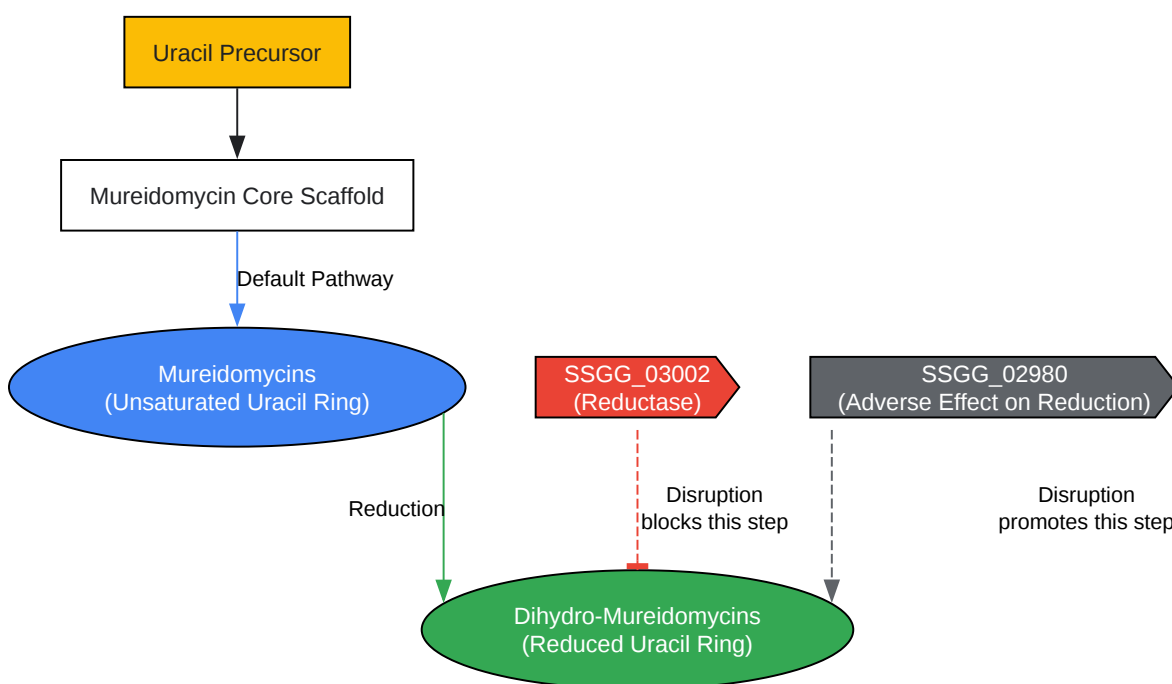 Uracil Precursor
Mureidomycin Core Scaffold
Default Pathway
Mureidomycins
(Unsaturated Uracil Ring)
SSGG_03002
(Reductase)
SSGG_02980
(Adverse Effect on Reduction)
Reduction
Disruption
blocks this step
Disruption
promotes this step
Dihydro-Mureidomycins
(Reduced Uracil Ring)